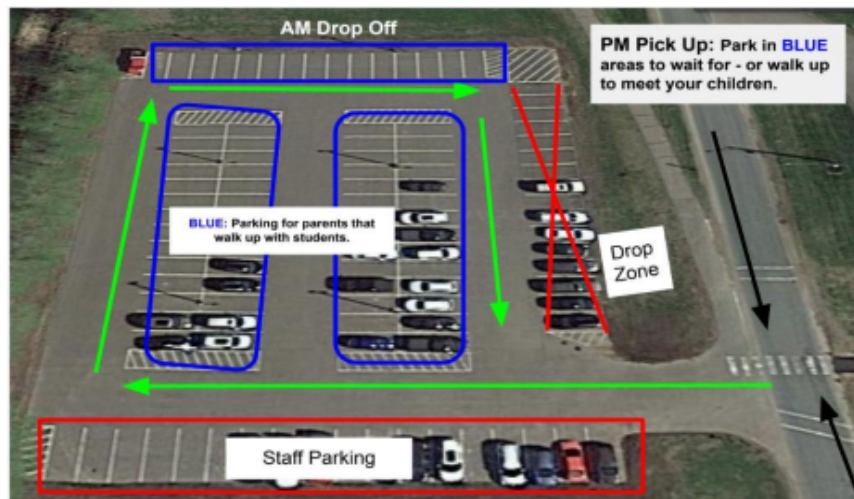 AM Drop Off
PM Pick Up: Park in BLUE
areas to wait for - or walk up
to meet your children.
BLUE: Parking for parents that
walk up with students.
Drop
Zone
Staff Parking